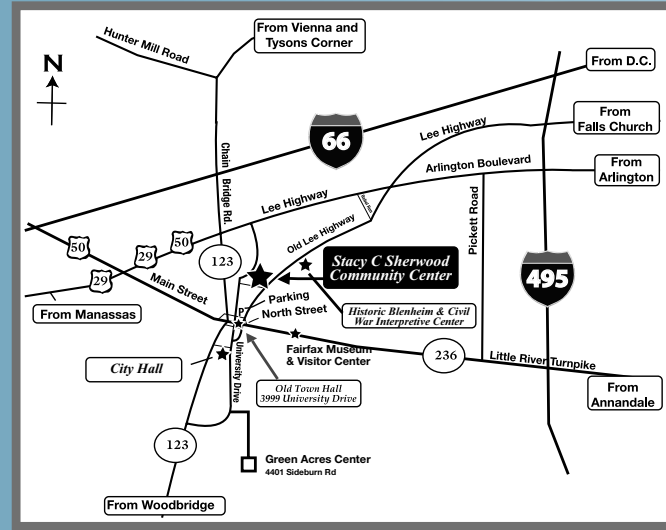 From Vienna and
Tysons Corner
Hunter Mill Road
N
From D.C.
66
From
Falls Church
Lee Highway
Chain
Bridge Rd.
Arlington Boulevard
From
Arlington
Lee Highway
Pickett Road
Old Lee Highway
50
29
50
29
123
Main Street
Stacy C Sherwood
Community Center
495
From Manassas
Parking
P
North Street
Historic Blenheim & Civil
War Interpretive Center
Fairfax Museum
& Visitor Center
236
Little River Turnpike
City Hall
University Drive
Old Town Hall
3999 University Drive
From
Annandale
123
Green Acres Center
4401 Sideburn Rd
From Woodbridge